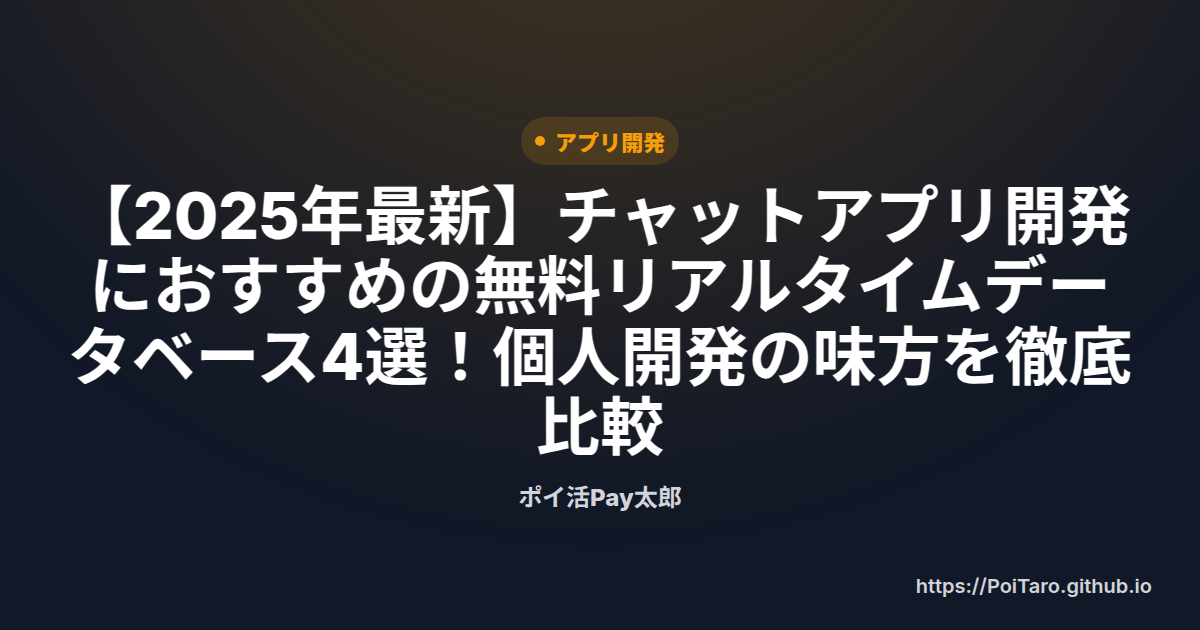 アプリ開発
【2025年最新】チャットアプリ開発
におすすめの無料リアルタイムデー
タベース4選！個人開発の味方を徹底
比較
ポイ活Pay太郎
https://PoiTaro.github.io